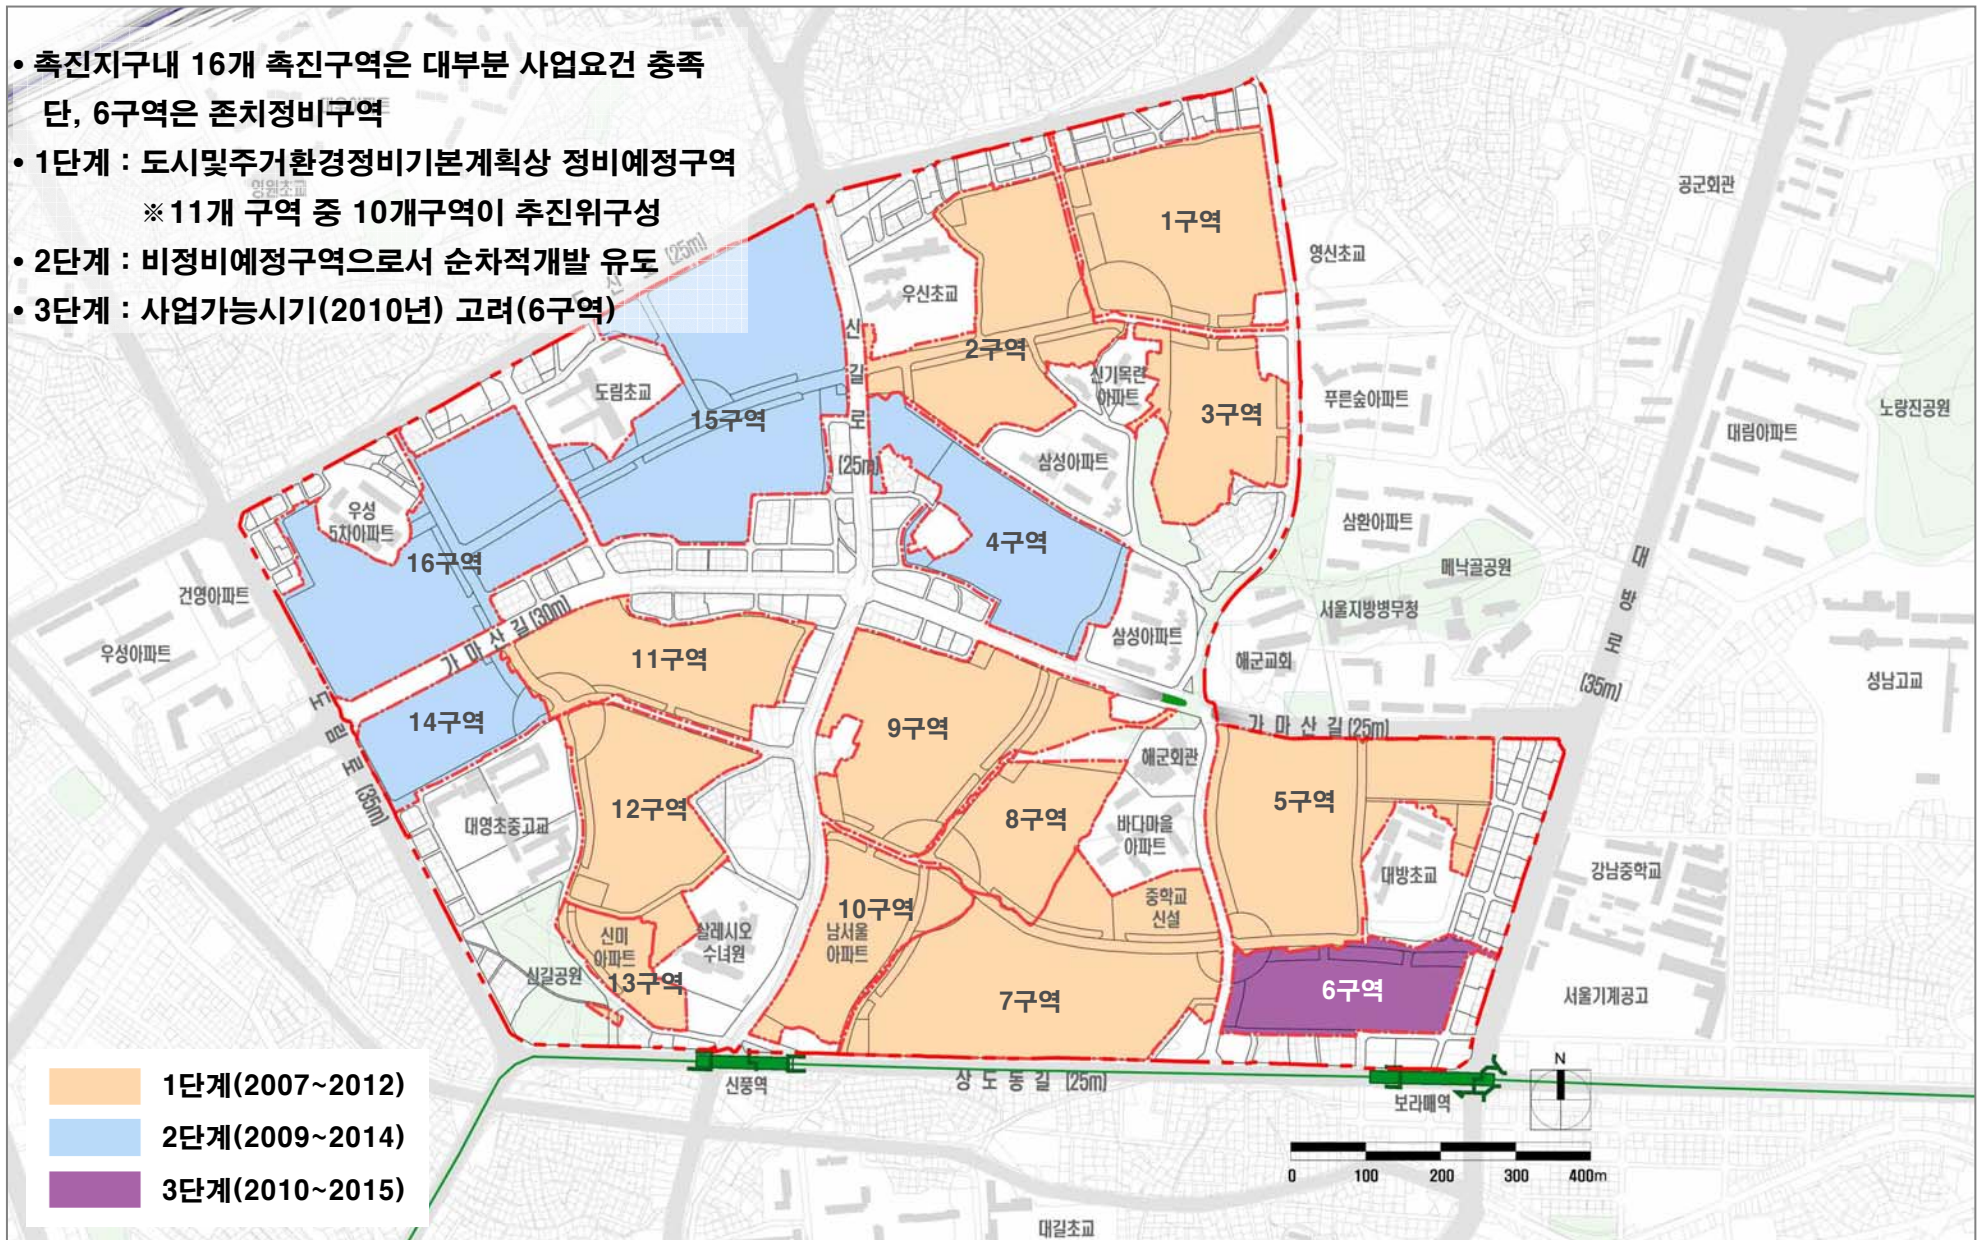 • 촉진지구내 16개 촉진구역은 대부분 사업요건 충족
단, 6구역은 존치정비구역
• 1단계 : 도시및주거환경정비기본계획상 정비예정구역
※11개 구역 중 10개구역이 추진위구성
• 2단계 : 비정비예정구역으로서 순차적개발 유도
• 3단계 : 사업가능시기(2010년) 고려(6구역)
대우아파트
영원초교
도 신 로 (25m)
공군회관
1구역
영신초교
우신초교
신 길 로 (25m)
2구역
도림초교
신기목련
아파트
3구역
푸른숲아파트
노량진공원
15구역
대림아파트
삼성아파트
우성
5차아파트
삼환아파트
4구역
16구역
메낙골공원
건영아파트
서울지방병무청
대 방 로 (35m)
가 마 산 길 (30m)
삼성아파트
우성아파트
11구역
해군교회
성남고교
14구역
9구역
가 마 산 길 (25m)
도 림 로 (35m)
해군회관
12구역
8구역
5구역
대영초중고교
바다마을
아파트
대방초교
강남중학교
중학교
신설
10구역
남서울
아파트
신미
아파트
살레시오
수녀원
신길공원
13구역
7구역
6구역
서울기계공고
신풍역
상 도 동 길 (25m)
보라매역
N
1단계(2007~2012)
2단계(2009~2014)
3단계(2010~2015)
0 100 200 300 400m
대길초교